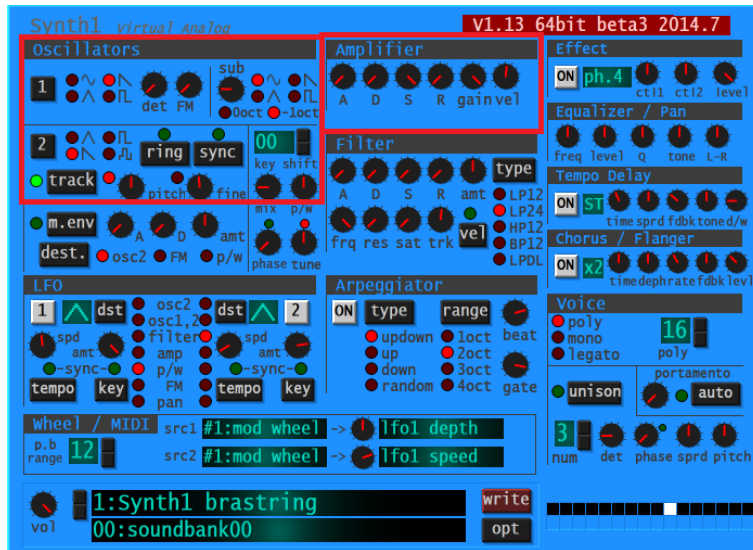 Synth1 Virtual Analog
V1.13 64bit beta3 2014.7
Oscillators
1
det FM
sub
0oct -1oct
2
ring sync
00
key shift
track
pitch fine
mix p/w
m.env
A D amt
dest.
osc2 FM p/w
phase tune
Amplifier
A D S R gain vel
Filter
A D S R amt
type
LP12
LP24
HP12
BP12
LPDL
frq res sat trk
vel
Effect
ON ph.4
ctl1 ctl2 level
Equalizer / Pan
freq level Q tone L-R
Tempo Delay
ON ST
time sprd fdbk tone d/w
Chorus / Flanger
ON x2
time deph rate fdbk levl
LFO
1 dst
osc2
osc1,2
filter
amp
p/w
FM
pan
dst 2
spd
amt
sync
tempo key
spd
amt
sync
tempo key
Arpeggiator
ON type range
updown
up
down
random
1oct
2oct
3oct
4oct
beat
gate
Voice
poly
mono
legato
16
poly
portamento
unison
auto
3
num det phase sprd pitch
Wheel / MIDI
p.b
range 12
src1 #1:mod wheel -> lfo1 depth
src2 #1:mod wheel -> lfo1 speed
vol
1:Synth1 brastring
00:soundbank00
write
opt